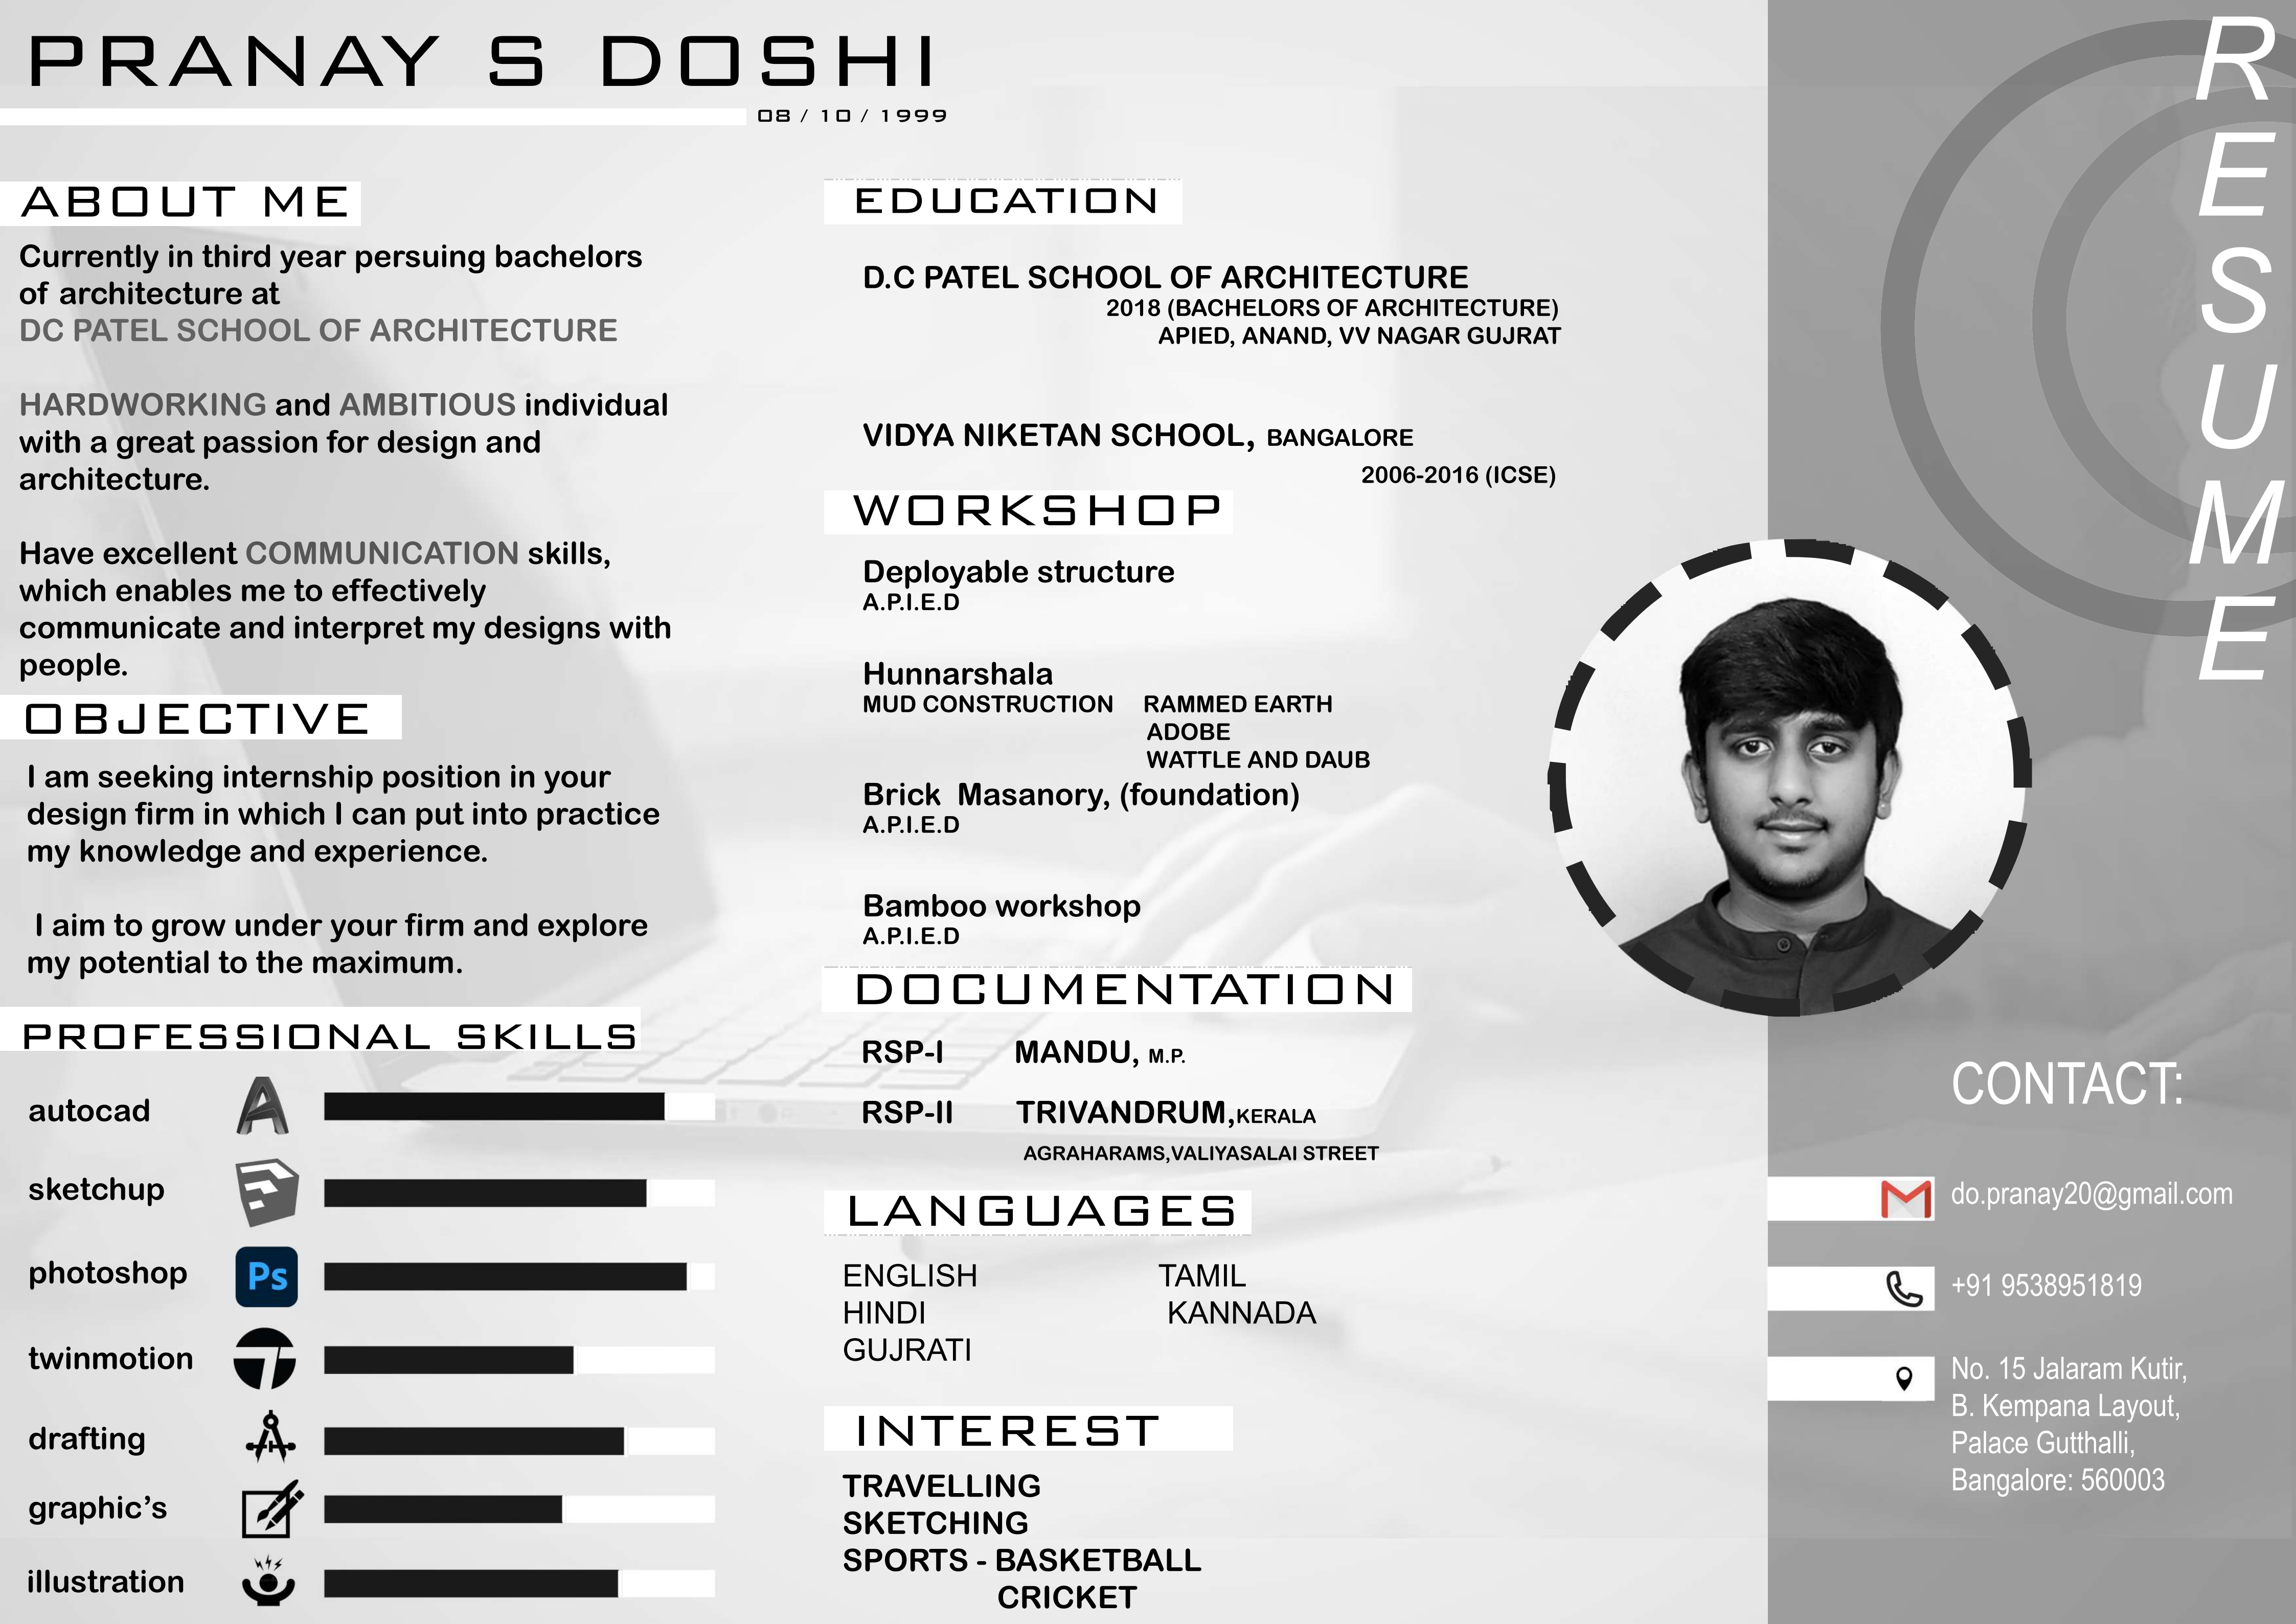 PRANAY S DOSHI
08 / 10 / 1999
ABOUT ME
Currently in third year persuing bachelors
of architecture at
DC PATEL SCHOOL OF ARCHITECTURE
HARDWORKING and AMBITIOUS individual
with a great passion for design and
architecture.
Have excellent COMMUNICATION skills,
which enables me to effectively
communicate and interpret my designs with
people.
OBJECTIVE
I am seeking internship position in your
design firm in which I can put into practice
my knowledge and experience.
I aim to grow under your firm and explore
my potential to the maximum.
PROFESSIONAL SKILLS
autocad
sketchup
photoshop
Ps
twinmotion
drafting
graphic's
illustration
EDUCATION
D.C PATEL SCHOOL OF ARCHITECTURE
2018 (BACHELORS OF ARCHITECTURE)
APIED, ANAND, VV NAGAR GUJRAT
VIDYA NIKETAN SCHOOL, BANGALORE
2006-2016 (ICSE)
WORKSHOP
Deployable structure
A.P.I.E.D
Hunnarshala
MUD CONSTRUCTION RAMMED EARTH
ADOBE
WATTLE AND DAUB
Brick Masanory, (foundation)
A.P.I.E.D
Bamboo workshop
A.P.I.E.D
DOCUMENTATION
RSP-I MANDU, M.P.
RSP-II TRIVANDRUM,KERALA
AGRAHARAMS,VALIYASALAI STREET
LANGUAGES
ENGLISH TAMIL
HINDI KANNADA
GUJRATI
INTEREST
TRAVELLING
SKETCHING
SPORTS - BASKETBALL
CRICKET
RESUME
CONTACT:
do.pranay20@gmail.com
+91 9538951819
No. 15 Jalaram Kutir,
B. Kempana Layout,
Palace Gutthalli,
Bangalore: 560003